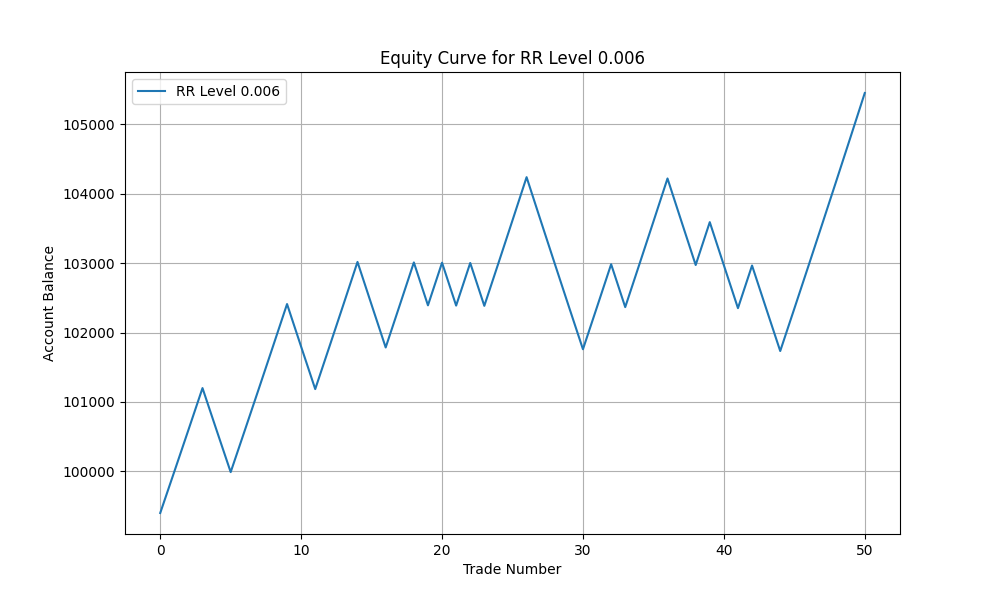 Equity Curve for RR Level 0.006
RR Level 0.006
105000
104000
103000
102000
101000
100000
Account Balance
0 10 20 30 40 50
Trade Number